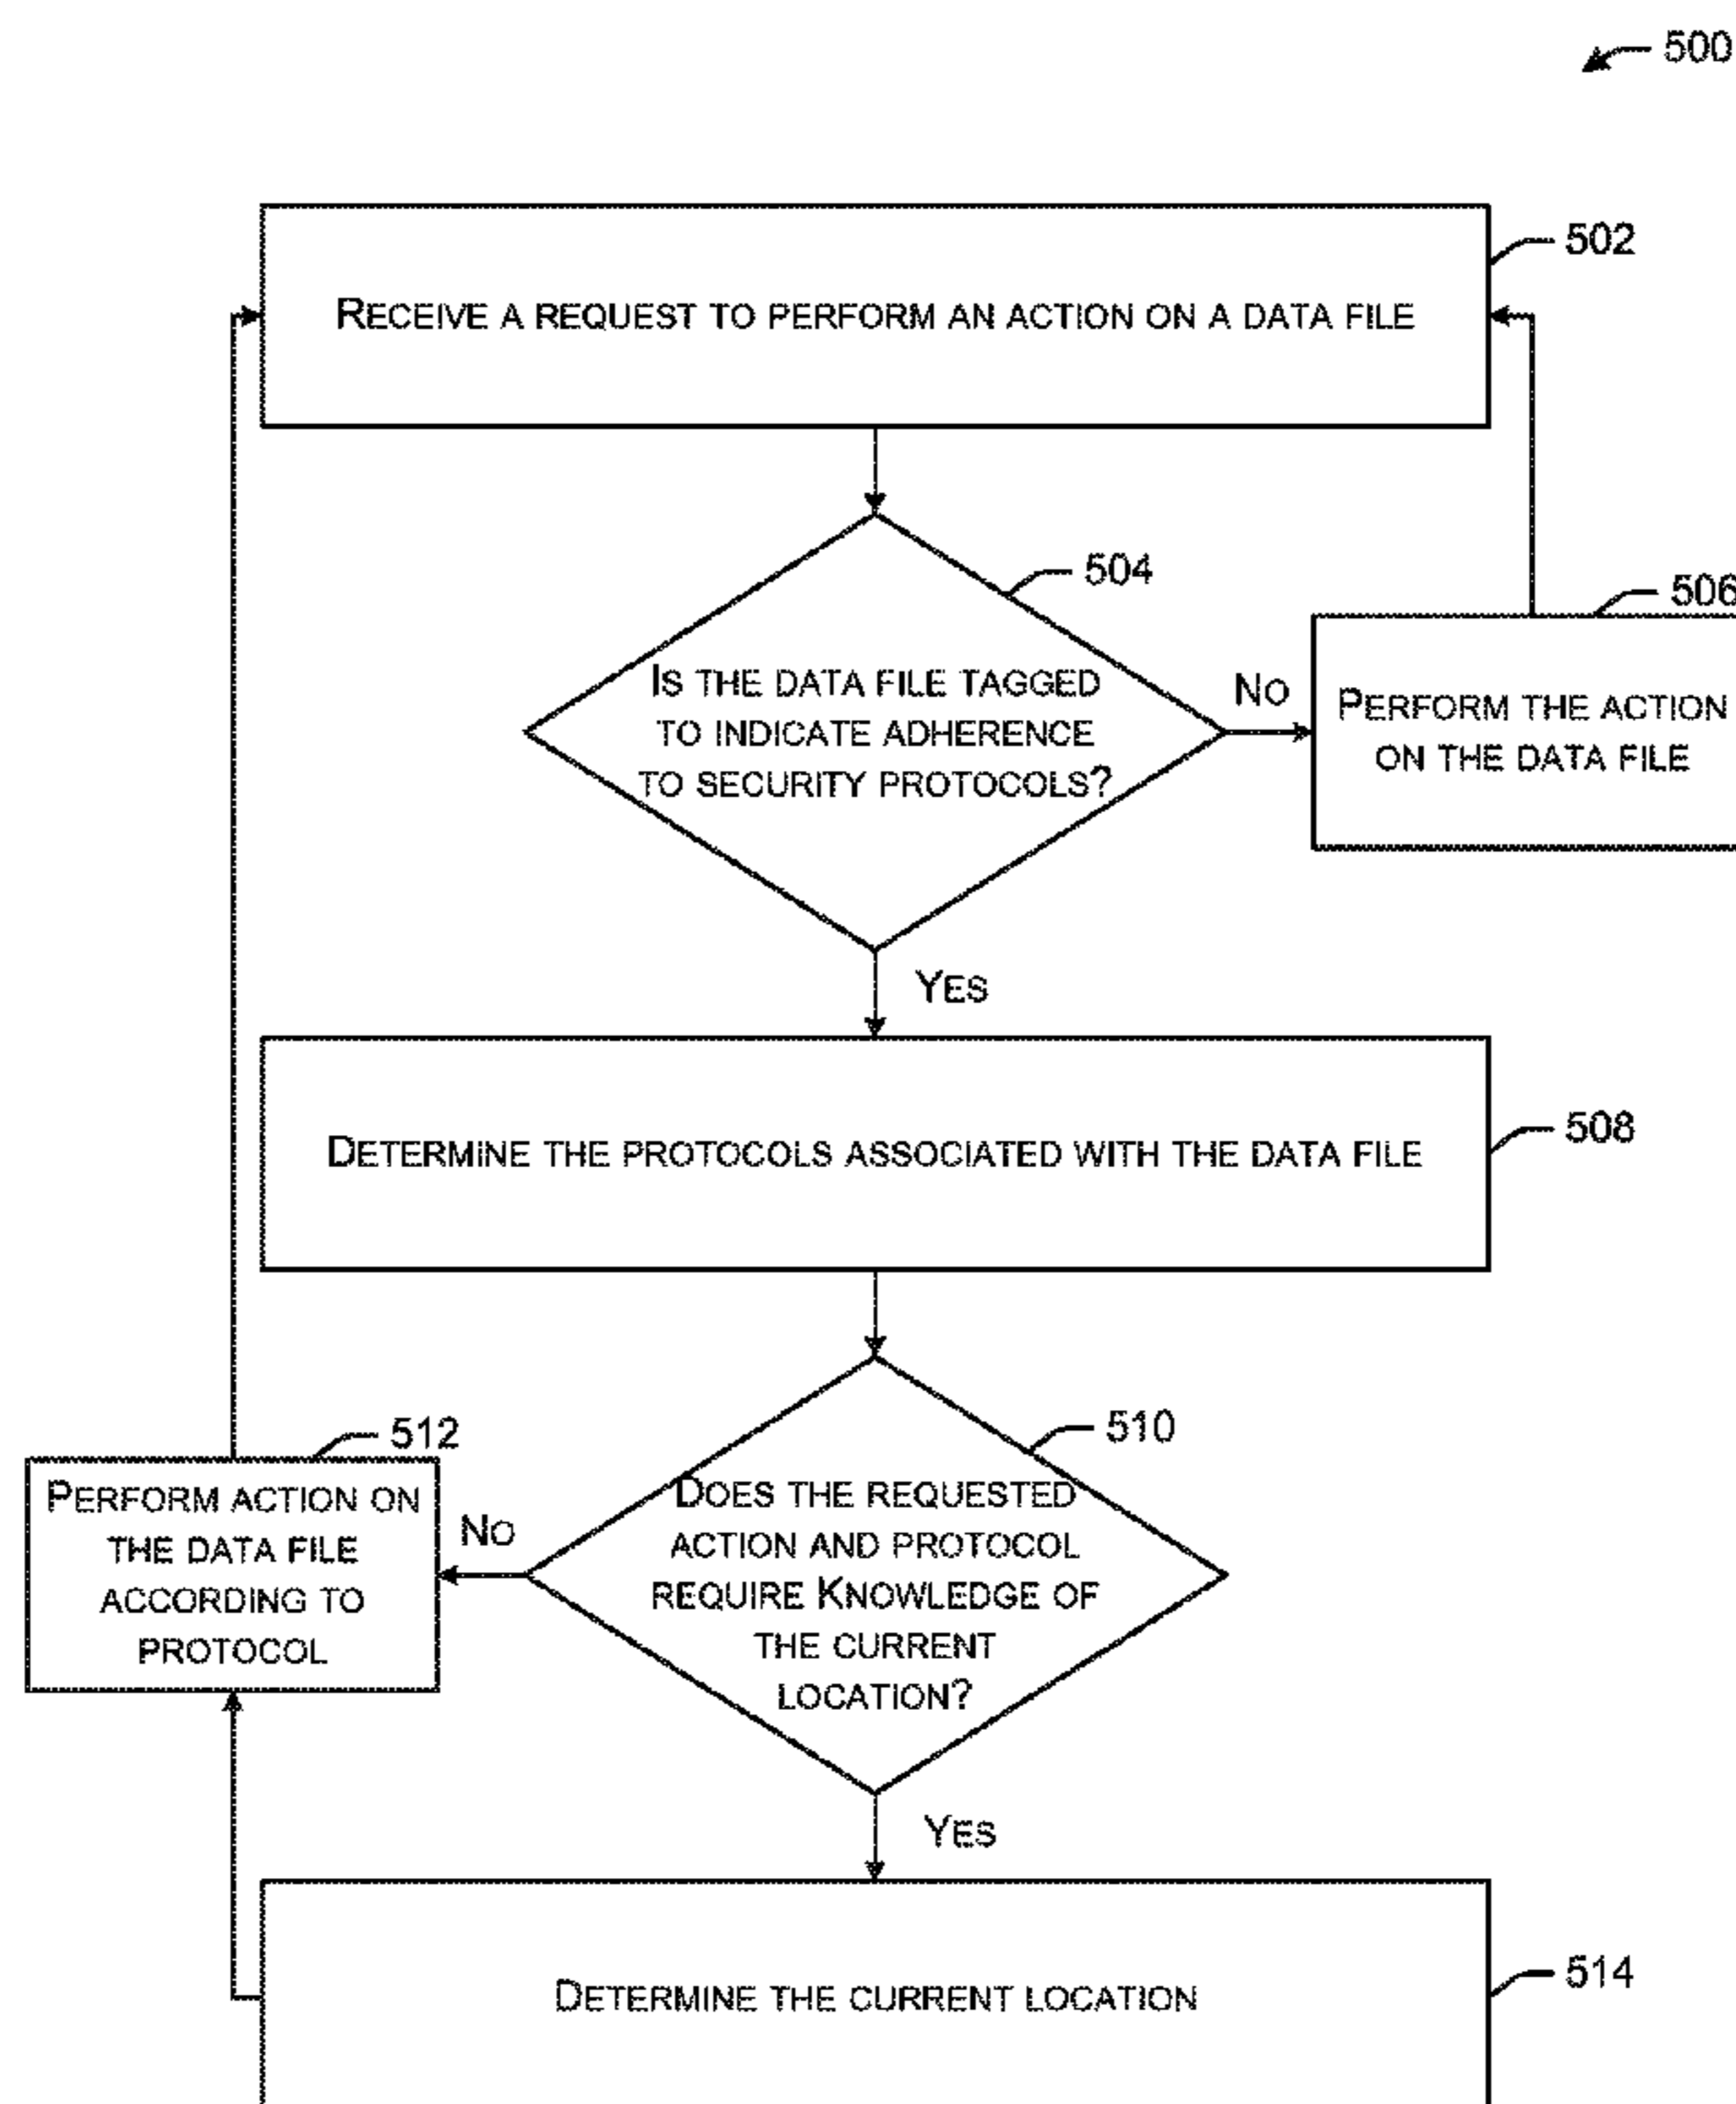 500
502
RECEIVE A REQUEST TO PERFORM AN ACTION ON A DATA FILE
504
IS THE DATA FILE TAGGED
TO INDICATE ADHERENCE
TO SECURITY PROTOCOLS?
NO
506
PERFORM THE ACTION
ON THE DATA FILE
YES
508
DETERMINE THE PROTOCOLS ASSOCIATED WITH THE DATA FILE
510
DOES THE REQUESTED
ACTION AND PROTOCOL
REQUIRE KNOWLEDGE OF
THE CURRENT
LOCATION?
NO
512
PERFORM ACTION ON
THE DATA FILE
ACCORDING TO
PROTOCOL
YES
514
DETERMINE THE CURRENT LOCATION